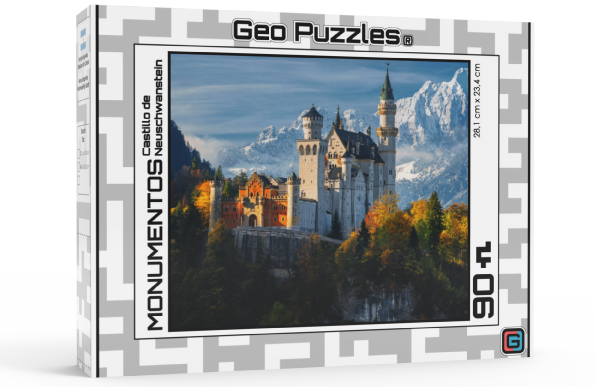 Geo Puzzles®
MONUMENTOS
Castillo de
Neuschwanstein
28,1 cm x 23,4 cm
90
G